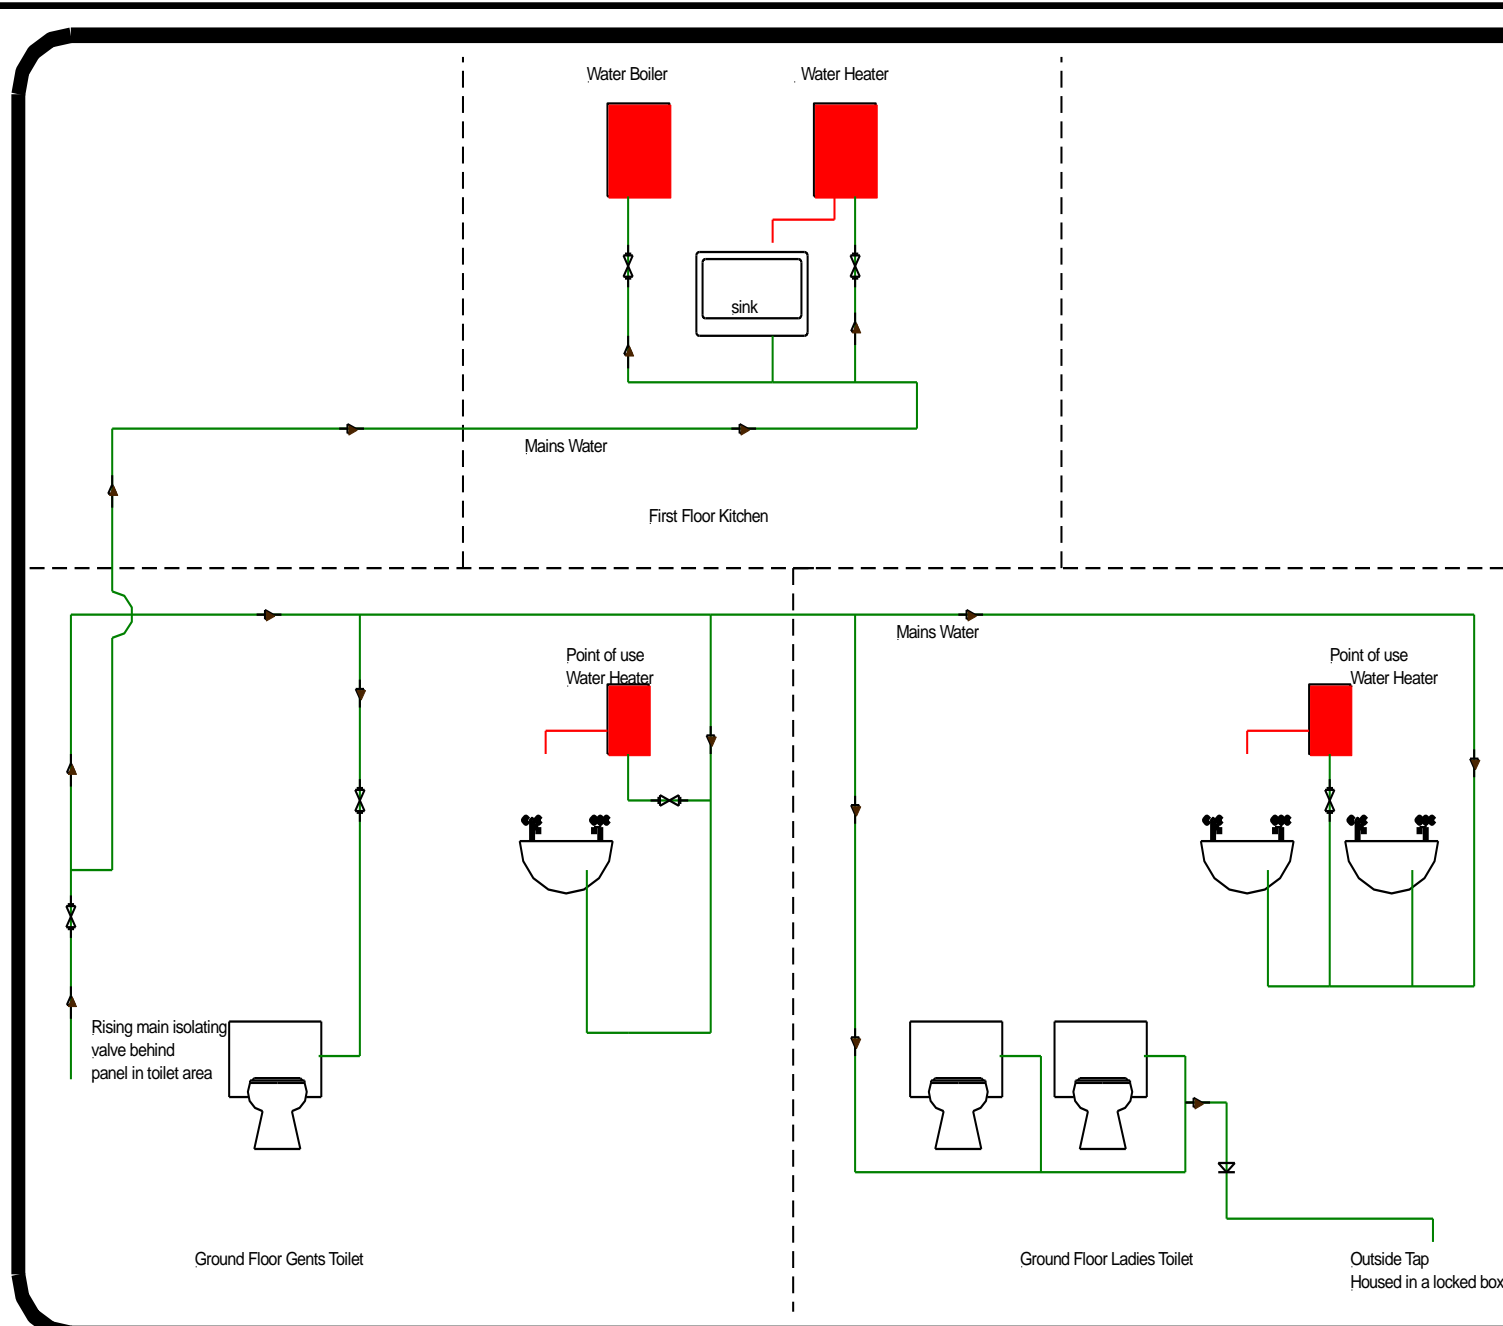 Water Boiler
Water Heater
sink
Mains Water
First Floor Kitchen
Mains Water
Point of use
Water Heater
Point of use
Water Heater
Rising main isolating
valve behind
panel in toilet area
Ground Floor Gents Toilet
Ground Floor Ladies Toilet
Outside Tap
Housed in a locked box